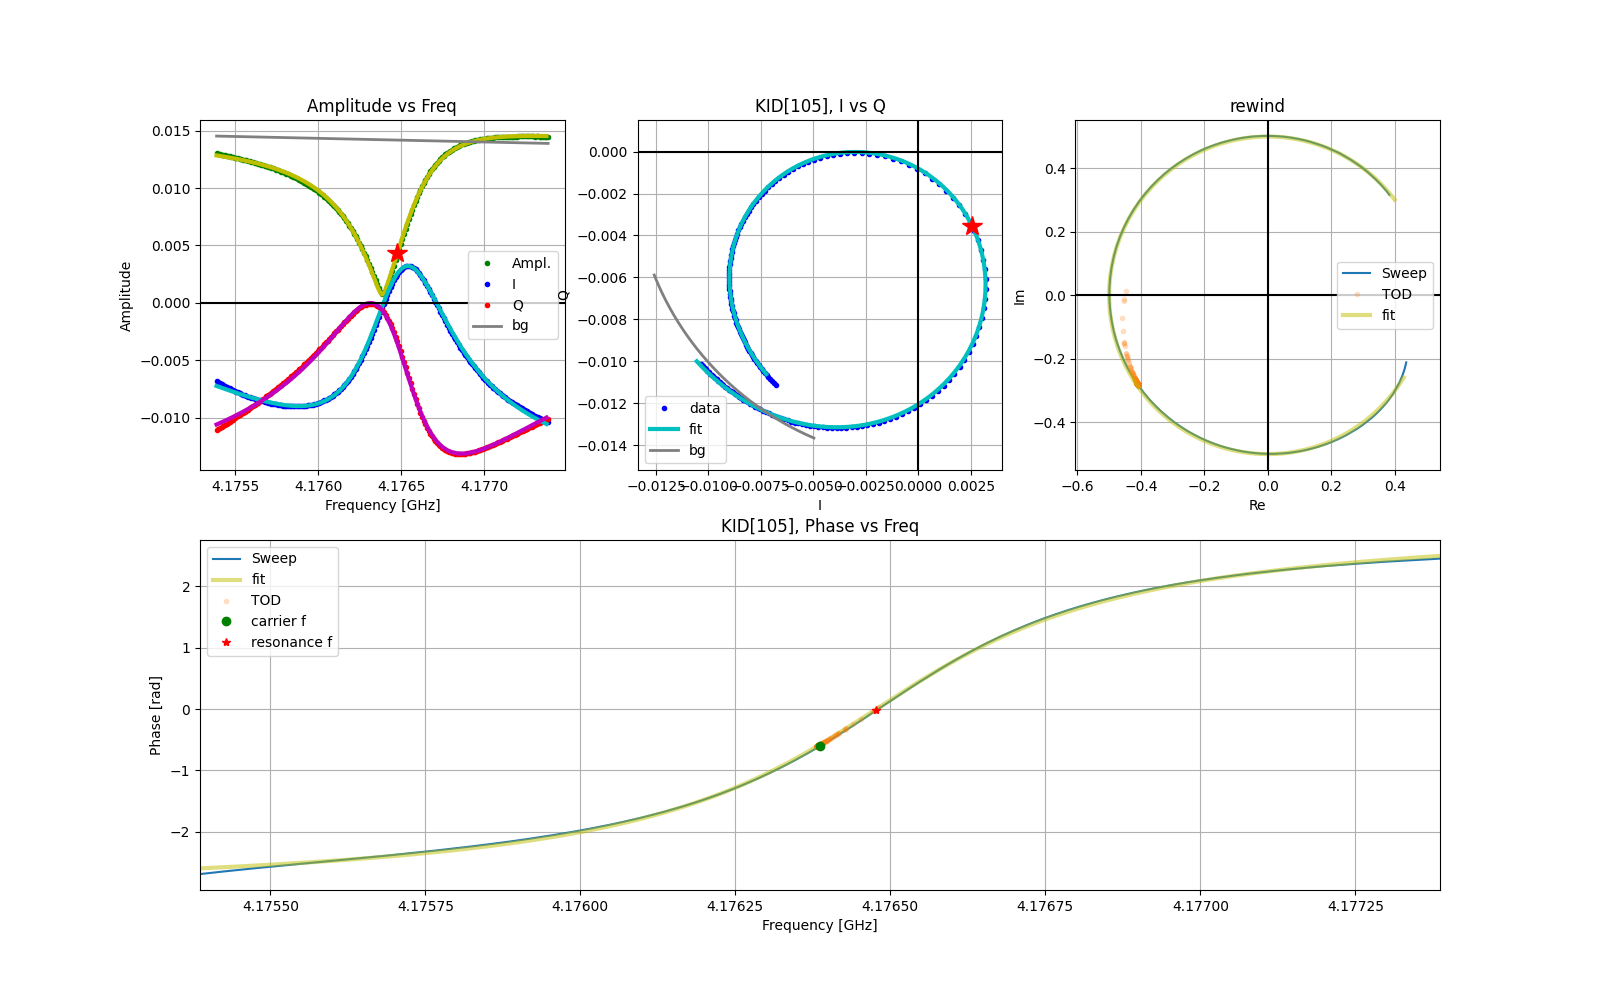 Amplitude vs Freq
0.015
0.010
0.005
0.000
−0.005
−0.010
Amplitude
Ampl.
I
Q
bg
4.1755 4.1760 4.1765 4.1770
Frequency [GHz]
KID[105], I vs Q
0.000
−0.002
−0.004
−0.006
−0.008
−0.010
−0.012
−0.014
Q
data
fit
bg
−0.0125 −0.0100 −0.0075 −0.0050 −0.0025 0.0000 0.0025
I
rewind
0.4
0.2
0.0
−0.2
−0.4
Im
Sweep
TOD
fit
−0.6 −0.4 −0.2 0.0 0.2 0.4
Re
KID[105], Phase vs Freq
2
1
0
−1
−2
Phase [rad]
Sweep
fit
TOD
carrier f
resonance f
4.17550 4.17575 4.17600 4.17625 4.17650 4.17675 4.17700 4.17725
Frequency [GHz]